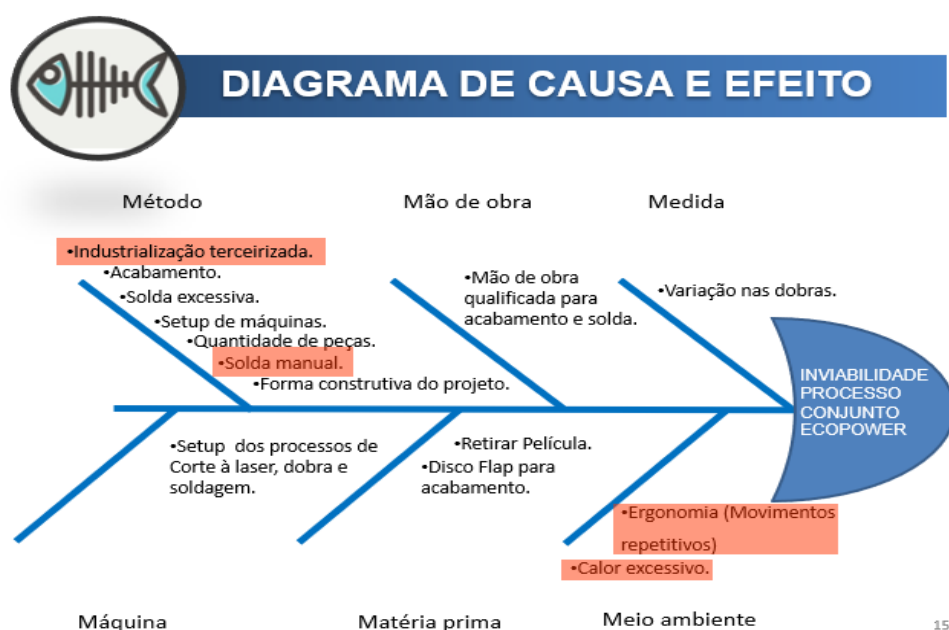 DIAGRAMA DE CAUSA E EFEITO
Método
Mão de obra
Medida
•Industrialização terceirizada.
•Acabamento.
•Solda excessiva.
•Setup de máquinas.
•Quantidade de peças.
•Solda manual.
•Forma construtiva do projeto.
•Mão de obra
qualificada para
acabamento e solda.
•Variação nas dobras.
INVIABILIDADE
PROCESSO
CONJUNTO
ECOPOWER
•Setup  dos processos de
Corte à laser, dobra e
soldagem.
•Retirar Película.
•Disco Flap para
acabamento.
•Ergonomia (Movimentos
repetitivos)
•Calor excessivo.
Máquina
Matéria prima
Meio ambiente
15